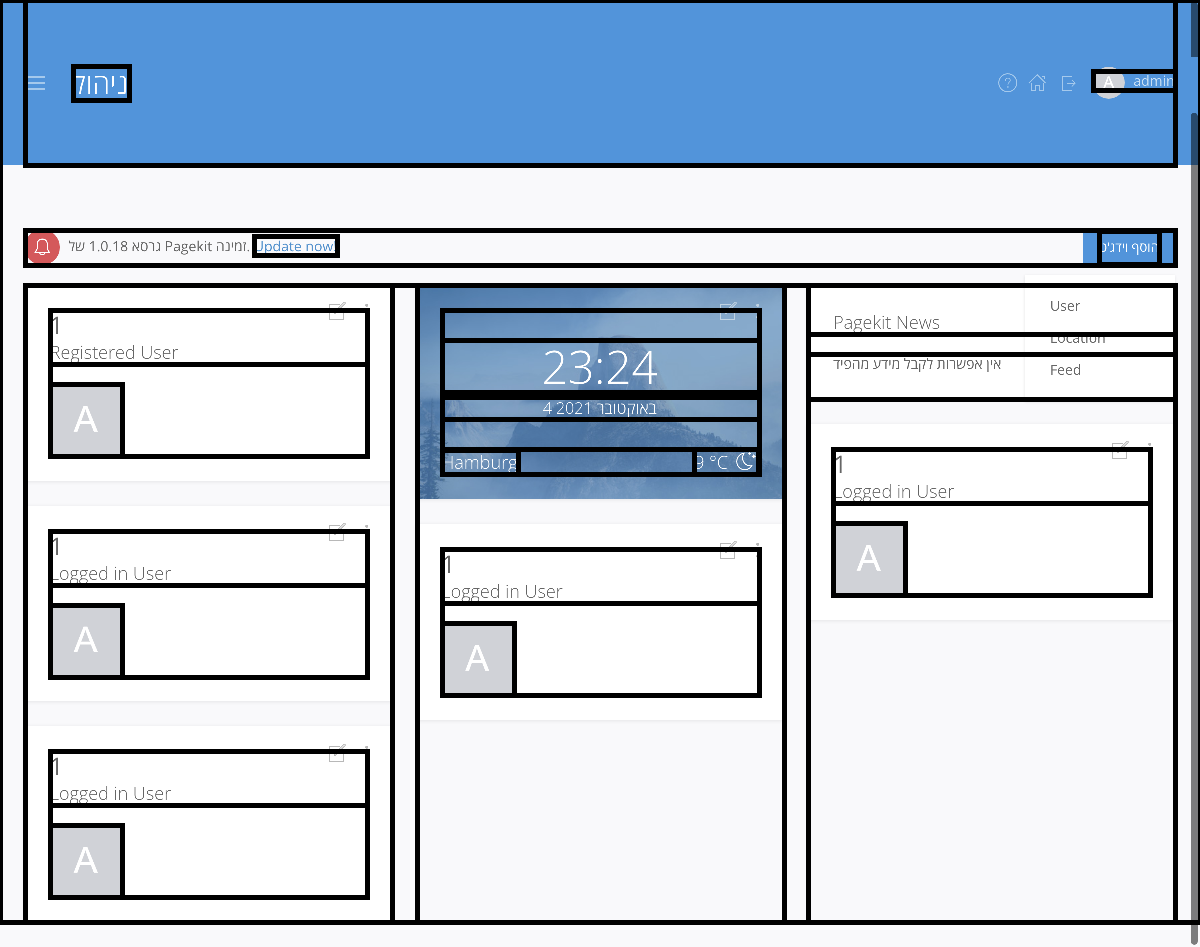 ניהול
admin
A
גרסא 1.0.18 של Pagekit זמינה. Update now!
הוסף וידג'ט
User
Location
Feed
1
Registered User
A
1
Logged in User
A
1
Logged in User
A
23:24
4 באוקטובר 2021
Hamburg
9 °C
1
Logged in User
A
Pagekit News
אין אפשרות לקבל מידע מהפיד
1
Logged in User
A